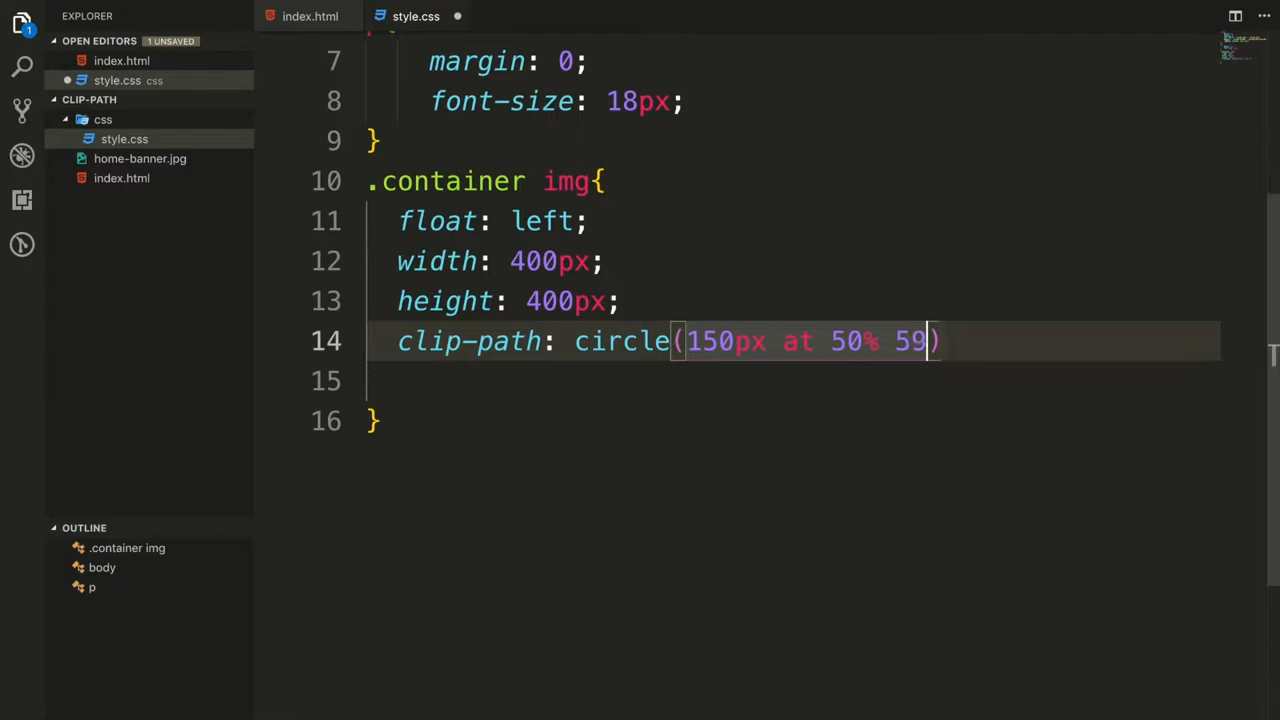 EXPLORER
index.html
style.css
OPEN EDITORS 1 UNSAVED
index.html
style.css css
CLIP-PATH
css
style.css
home-banner.jpg
index.html
OUTLINE
.container img
body
p
1
7 margin: 0;
8 font-size: 18px;
9 }
10 .container img{
11 float: left;
12 width: 400px;
13 height: 400px;
14 clip-path: circle(150px at 50% 59)
15
16 }